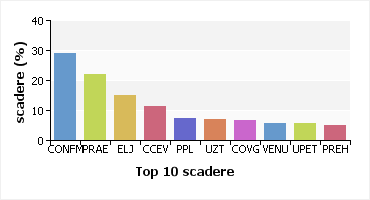 scadere (%)
40
30
20
10
0
CONFM PRAE ELJ CCEV PPL UZT COVG VENU UPET PREH
Top 10 scadere